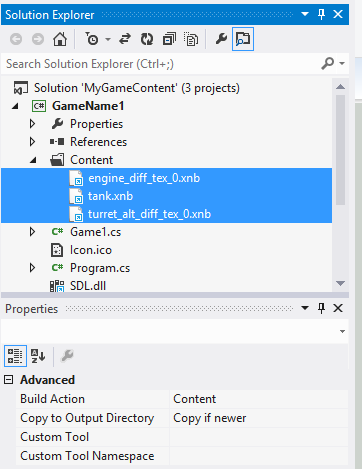 Solution Explorer
Search Solution Explorer (Ctrl+;)
Solution 'MyGameContent' (3 projects)
C# GameName1
Properties
References
Content
engine_diff_tex_0.xnb
tank.xnb
turret_alt_diff_tex_0.xnb
C# Game1.cs
Icon.ico
C# Program.cs
SDL.dll
Properties
Advanced
Build Action Content
Copy to Output Directory Copy if newer
Custom Tool
Custom Tool Namespace